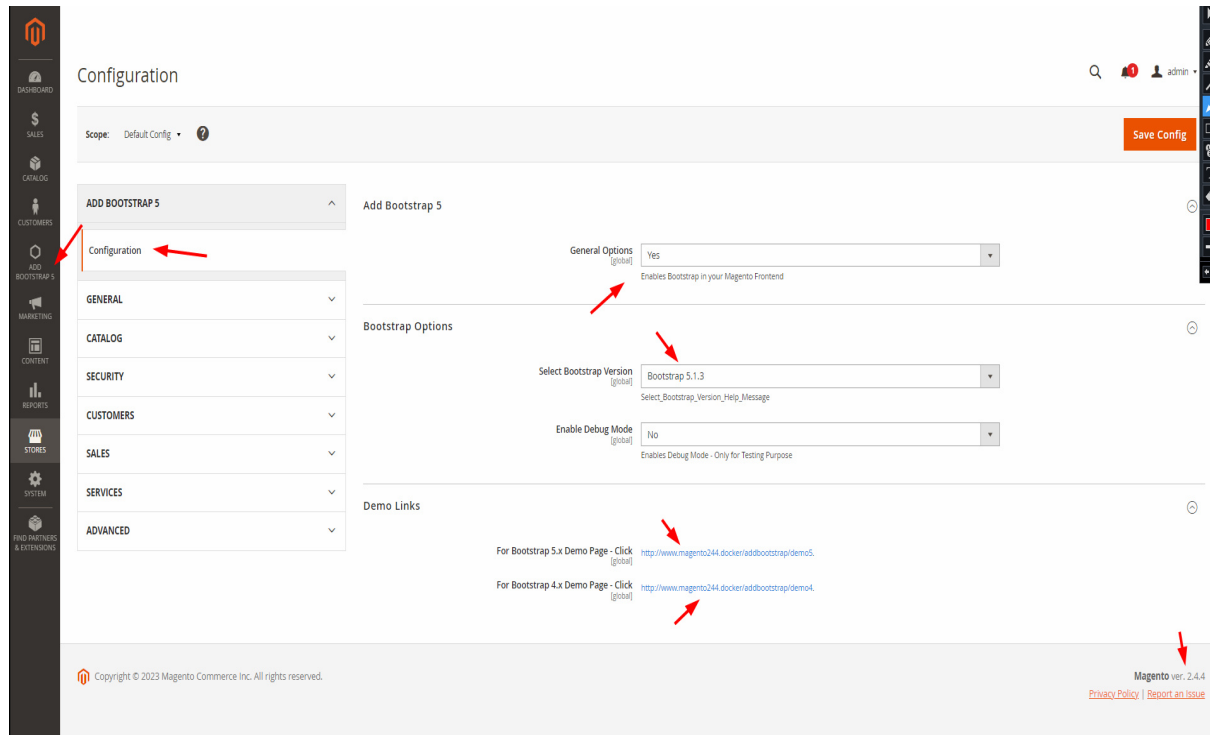 Configuration
1
admin
Scope: Default Config
?
Save Config
DASHBOARD
SALES
CATALOG
CUSTOMERS
ADD
BOOTSTRAP 5
MARKETING
CONTENT
REPORTS
STORES
SYSTEM
FIND PARTNERS
& EXTENSIONS
ADD BOOTSTRAP 5
Configuration
GENERAL
CATALOG
SECURITY
CUSTOMERS
SALES
SERVICES
ADVANCED
Add Bootstrap 5
General Options
[global]
Yes
Enables Bootstrap in your Magento Frontend
Bootstrap Options
Select Bootstrap Version
[global]
Bootstrap 5.1.3
Select_Bootstrap_Version_Help_Message
Enable Debug Mode
[global]
No
Enables Debug Mode - Only for Testing Purpose
Demo Links
For Bootstrap 5.x Demo Page - Click
[global]
http://www.magento244.docker/addbootstrap/demo5.
For Bootstrap 4.x Demo Page - Click
[global]
http://www.magento244.docker/addbootstrap/demo4.
Copyright © 2023 Magento Commerce Inc. All rights reserved.
Magento ver. 2.4.4
Privacy Policy | Report an Issue